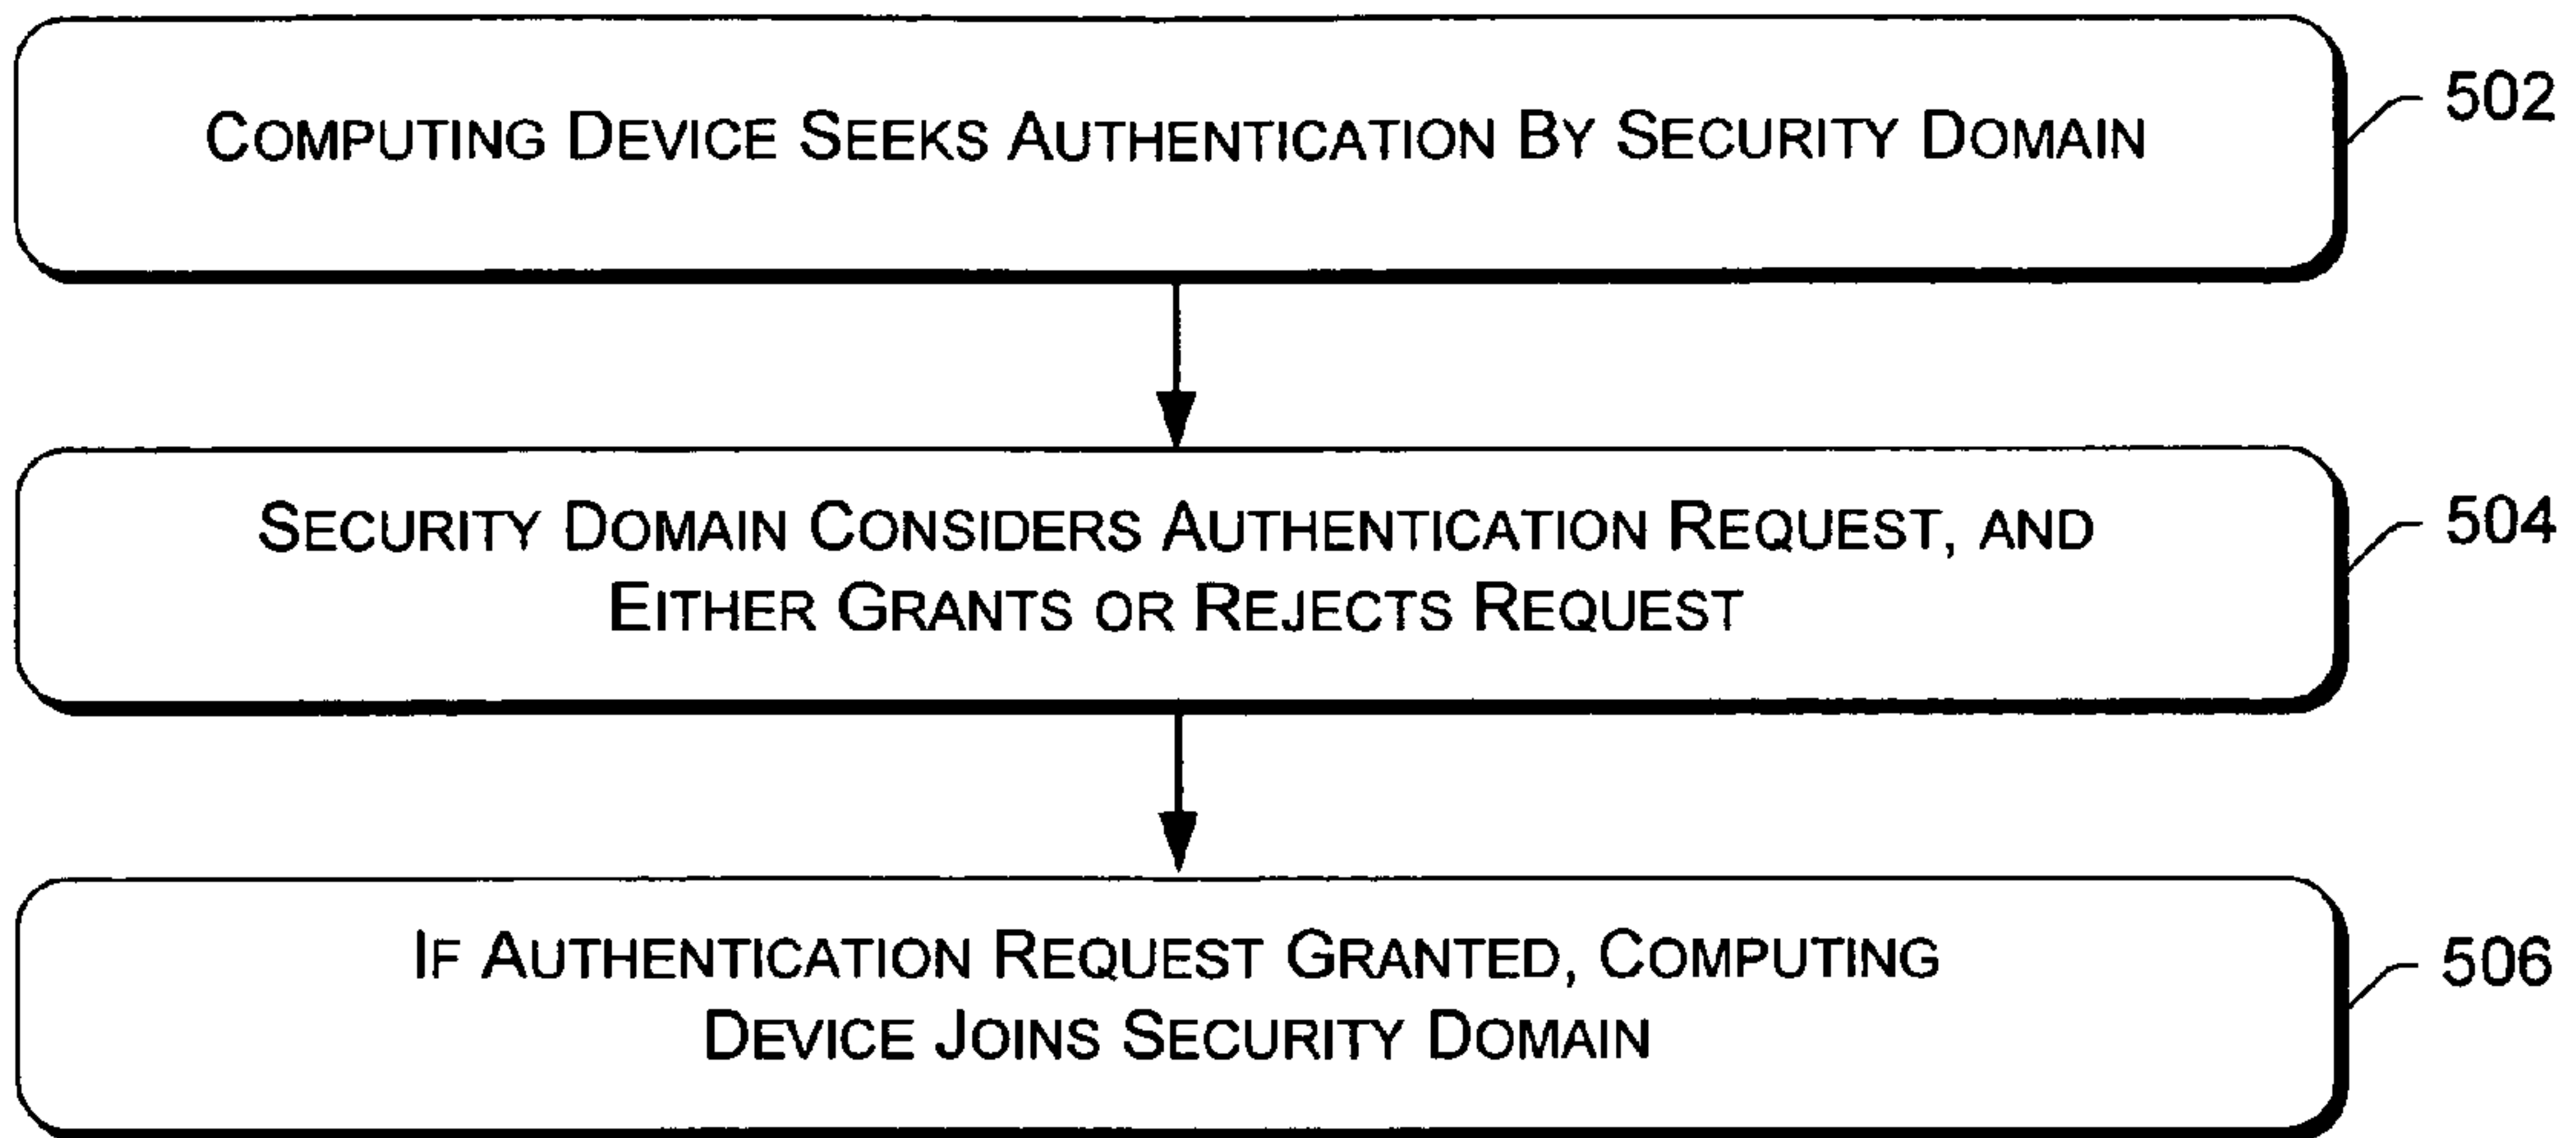 COMPUTING DEVICE SEEKS AUTHENTICATION BY SECURITY DOMAIN
502
SECURITY DOMAIN CONSIDERS AUTHENTICATION REQUEST, AND
EITHER GRANTS OR REJECTS REQUEST
504
IF AUTHENTICATION REQUEST GRANTED, COMPUTING
DEVICE JOINS SECURITY DOMAIN
506